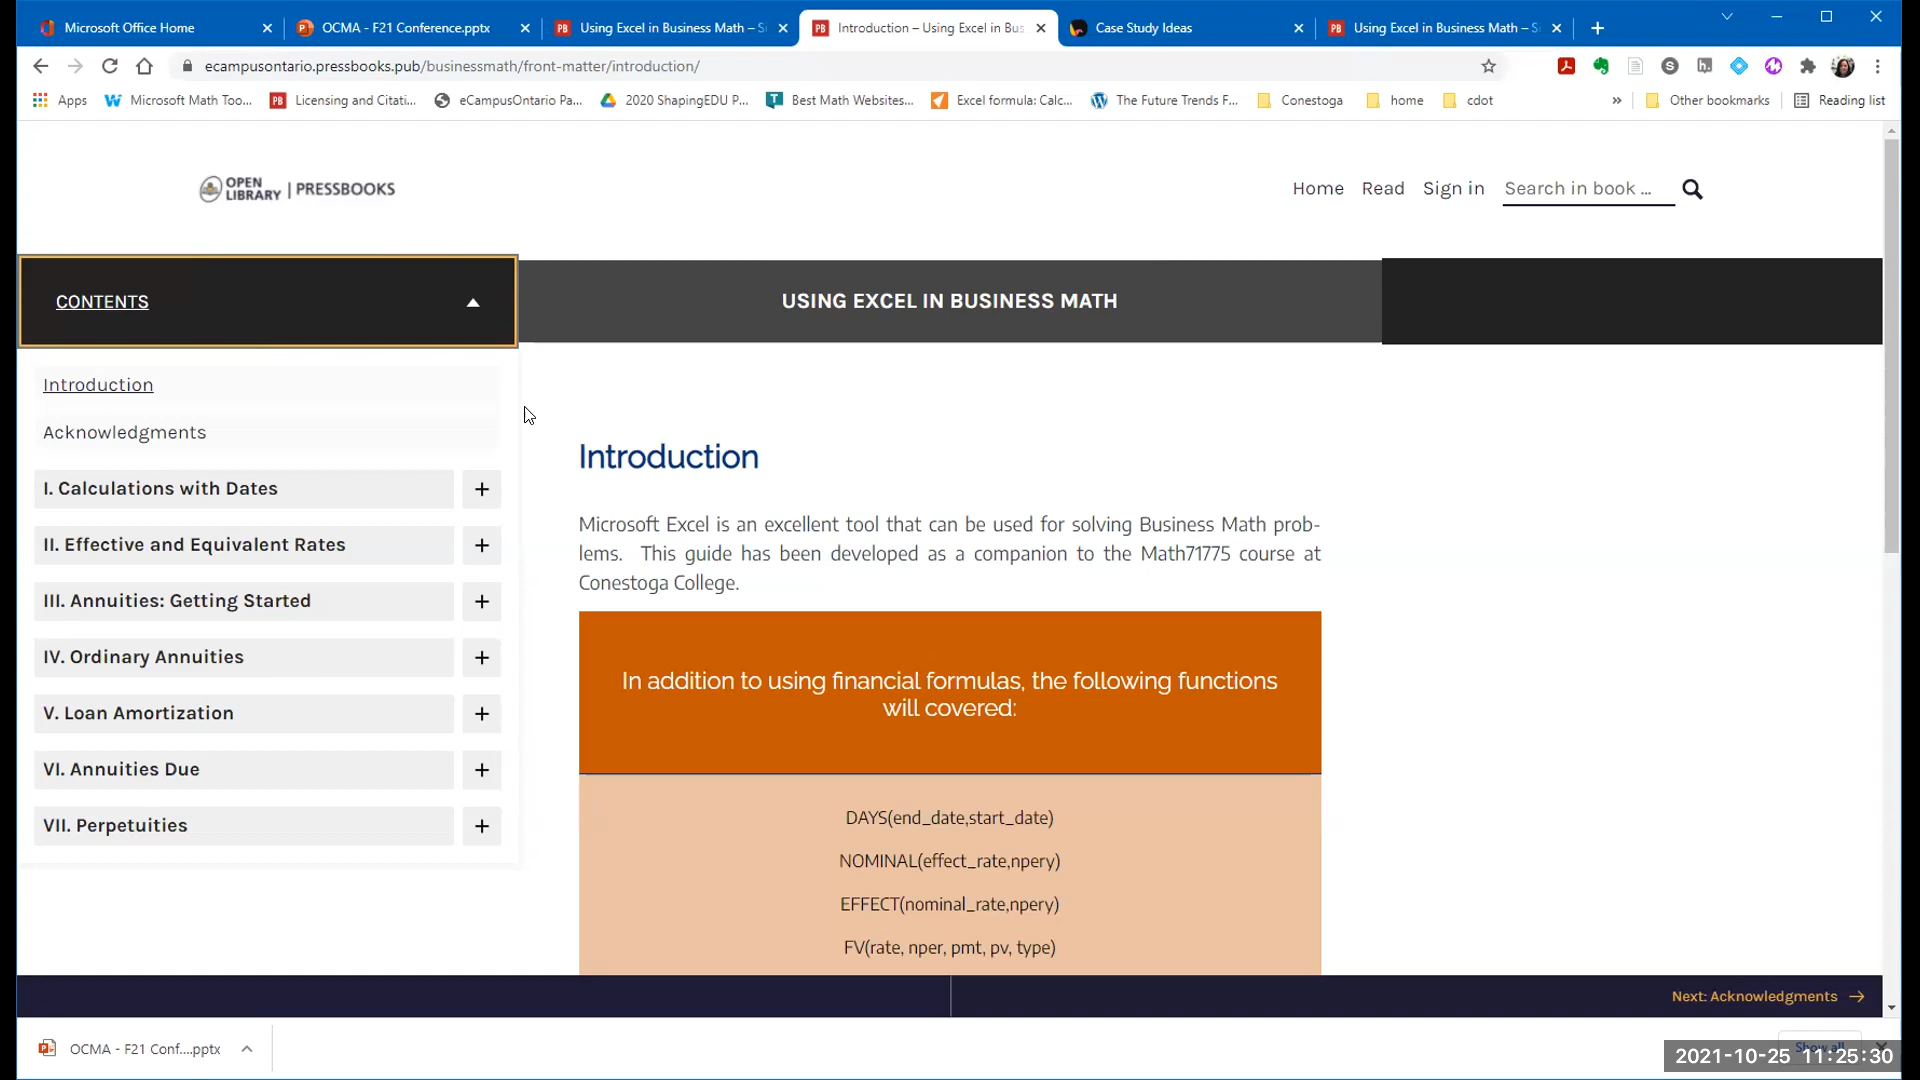 Microsoft Office Home
OCMA - F21 Conference.pptx
Using Excel in Business Math – S
Introduction – Using Excel in Bus
Case Study Ideas
Using Excel in Business Math – S
ecampusontario.pressbooks.pub/businessmath/front-matter/introduction/
Apps
Microsoft Math Too...
Licensing and Citati...
eCampusOntario Pa...
2020 ShapingEDU P...
Best Math Websites...
Excel formula: Calc...
The Future Trends F...
Conestoga
home
cdot
»
Other bookmarks
Reading list
OPEN LIBRARY | PRESSBOOKS
Home Read Sign in Search in book ...
CONTENTS
USING EXCEL IN BUSINESS MATH
Introduction
Acknowledgments
I. Calculations with Dates +
II. Effective and Equivalent Rates +
III. Annuities: Getting Started +
IV. Ordinary Annuities +
V. Loan Amortization +
VI. Annuities Due +
VII. Perpetuities +
Introduction
Microsoft Excel is an excellent tool that can be used for solving Business Math prob-
lems. This guide has been developed as a companion to the Math71775 course at
Conestoga College.
In addition to using financial formulas, the following functions
will covered:
DAYS(end_date,start_date)
NOMINAL(effect_rate,npery)
EFFECT(nominal_rate,npery)
FV(rate, nper, pmt, pv, type)
Next: Acknowledgments →
OCMA - F21 Conf....pptx
Show all
2021-10-25 11:25:30